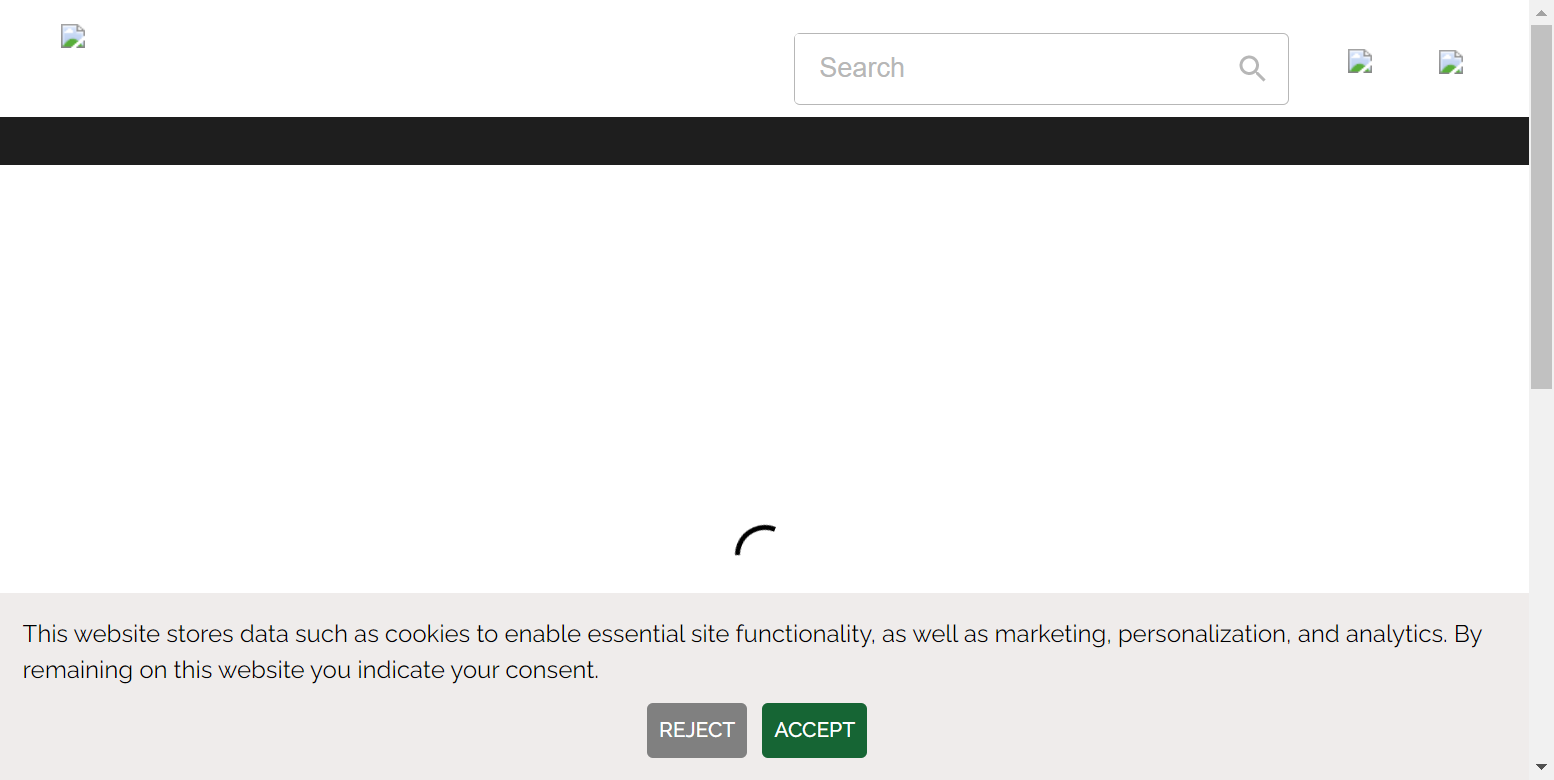 Search
This website stores data such as cookies to enable essential site functionality, as well as marketing, personalization, and analytics. By
remaining on this website you indicate your consent.
REJECT ACCEPT